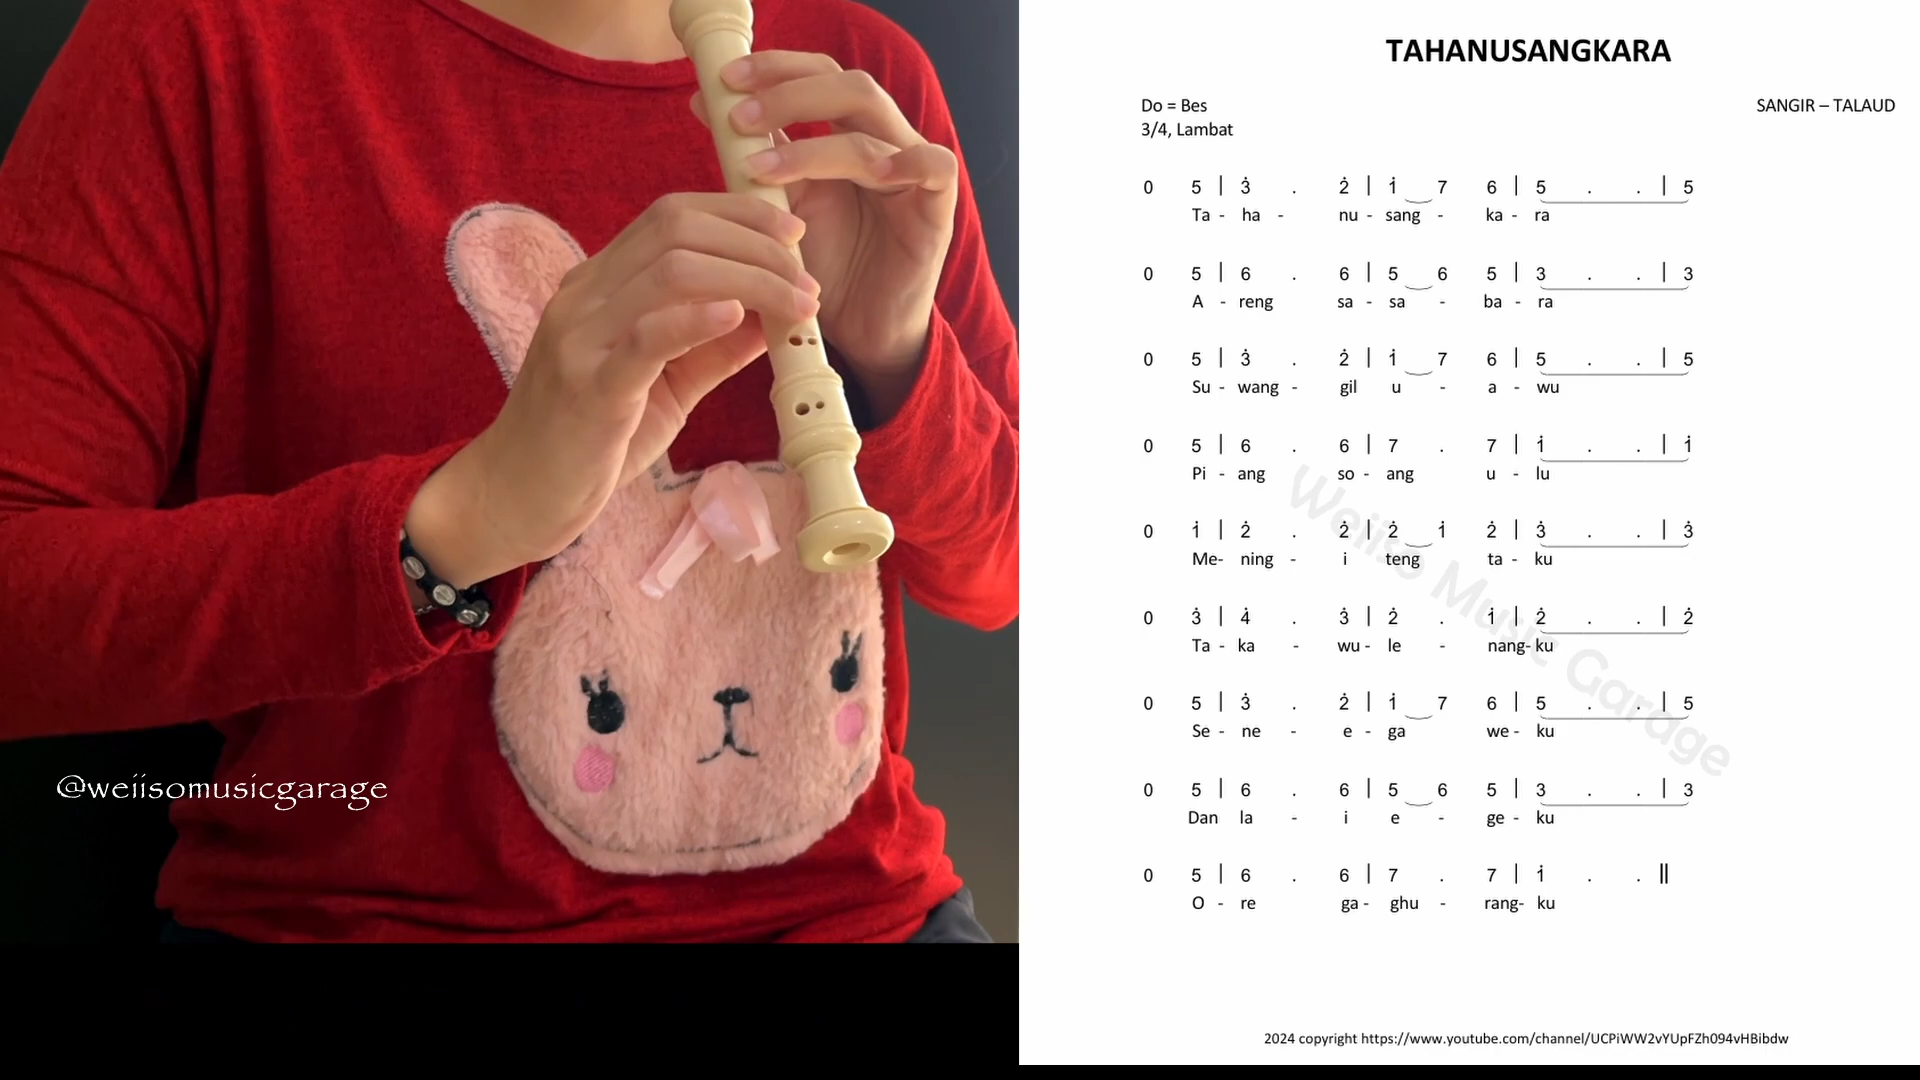 TAHANUSANGKARA
Do = Bes
SANGIR – TALAUD
3/4, Lambat
0 5 | 3̇ . 2̇ | 1̇ 7 6 | 5 . . | 5
Ta - ha - nu - sang - ka - ra
0 5 | 6 . 6 | 5 6 5 | 3 . . | 3
A - reng sa - sa - ba - ra
0 5 | 3̇ . 2̇ | 1̇ 7 6 | 5 . . | 5
Su - wang - gil u - a - wu
0 5 | 6 . 6 | 7 . 7 | 1̇ . . | 1̇
Pi - ang so - ang u - lu
0 1̇ | 2̇ . 2̇ | 2̇ 1̇ 2̇ | 3̇ . . | 3̇
Me- ning - i teng ta - ku
0 3̇ | 4̇ . 3̇ | 2̇ . 1̇ | 2̇ . . | 2̇
Ta - ka - wu - le - nang- ku
0 5 | 3̇ . 2̇ | 1̇ 7 6 | 5 . . | 5
Se - ne - e - ga we - ku
0 5 | 6 . 6 | 5 6 5 | 3 . . | 3
Dan la - i e - ge - ku
0 5 | 6 . 6 | 7 . 7 | 1̇ . . ||
O - re ga - ghu - rang- ku
Weiiso Music Garage
@weiisomusicgarage
2024 copyright https://www.youtube.com/channel/UCPiWW2vYUpFZh094vHBibdw